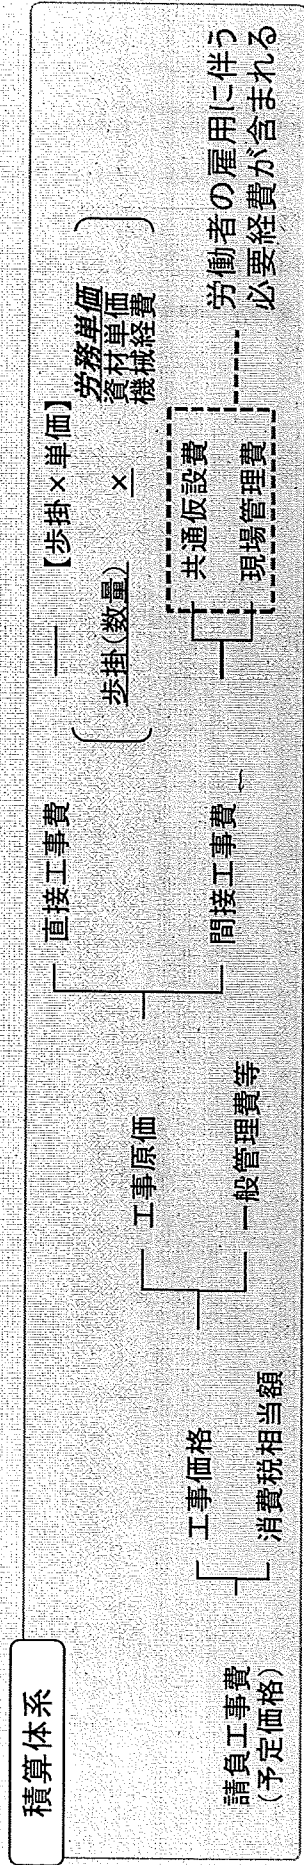 積算体系
請負工事費
(予定価格)
工事価格
消費税相当額
工事原価
一般管理費等
直接工事費
間接工事費
【歩掛×単価】
歩掛(数量)
×
労務単価
資材単価
機械経費
共通仮設費
現場管理費
労働者の雇用に伴う
必要経費が含まれる